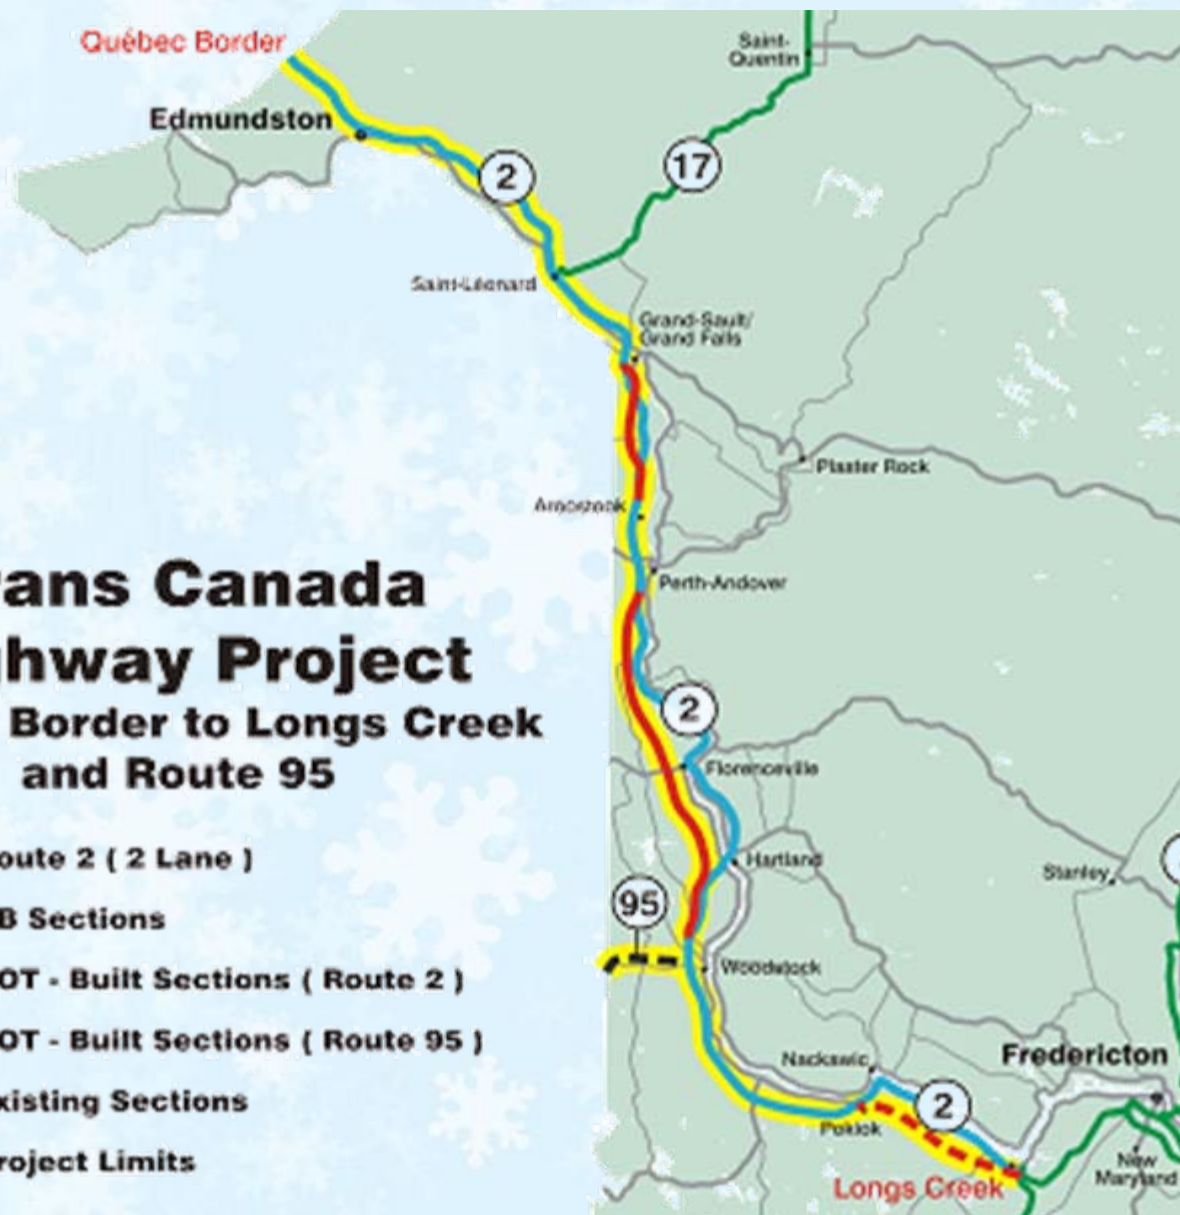 Québec Border
Edmundston
Saint-
Quentin
17
2
Saint-Léonard
Grand-Sault/
Grand Falls
Plaster Rock
Aroostook
Perth-Andover
rans Canada
ghway Project
Border to Longs Creek
and Route 95
2
Florenceville
oute 2 ( 2 Lane )
Hartland
Stanley
95
B Sections
Woodstock
OT - Built Sections ( Route 2 )
OT - Built Sections ( Route 95 )
Nackawic
Fredericton
xisting Sections
2
Pokiok
roject Limits
New
Maryland
Longs Creek